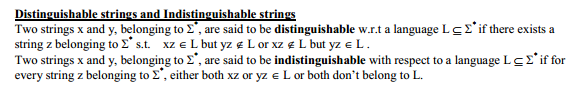 Distinguishable strings and Indistinguishable strings
Two strings x and y, belonging to Σ*, are said to be distinguishable w.r.t a language L ⊆ Σ* if there exists a
string z belonging to Σ* s.t.   xz ϵ L but yz ∉ L or xz ∉ L but yz ϵ L .
Two strings x and y, belonging to Σ*, are said to be indistinguishable with respect to a language L ⊆ Σ* if for
every string z belonging to Σ*, either both xz or yz ϵ L or both don't belong to L.